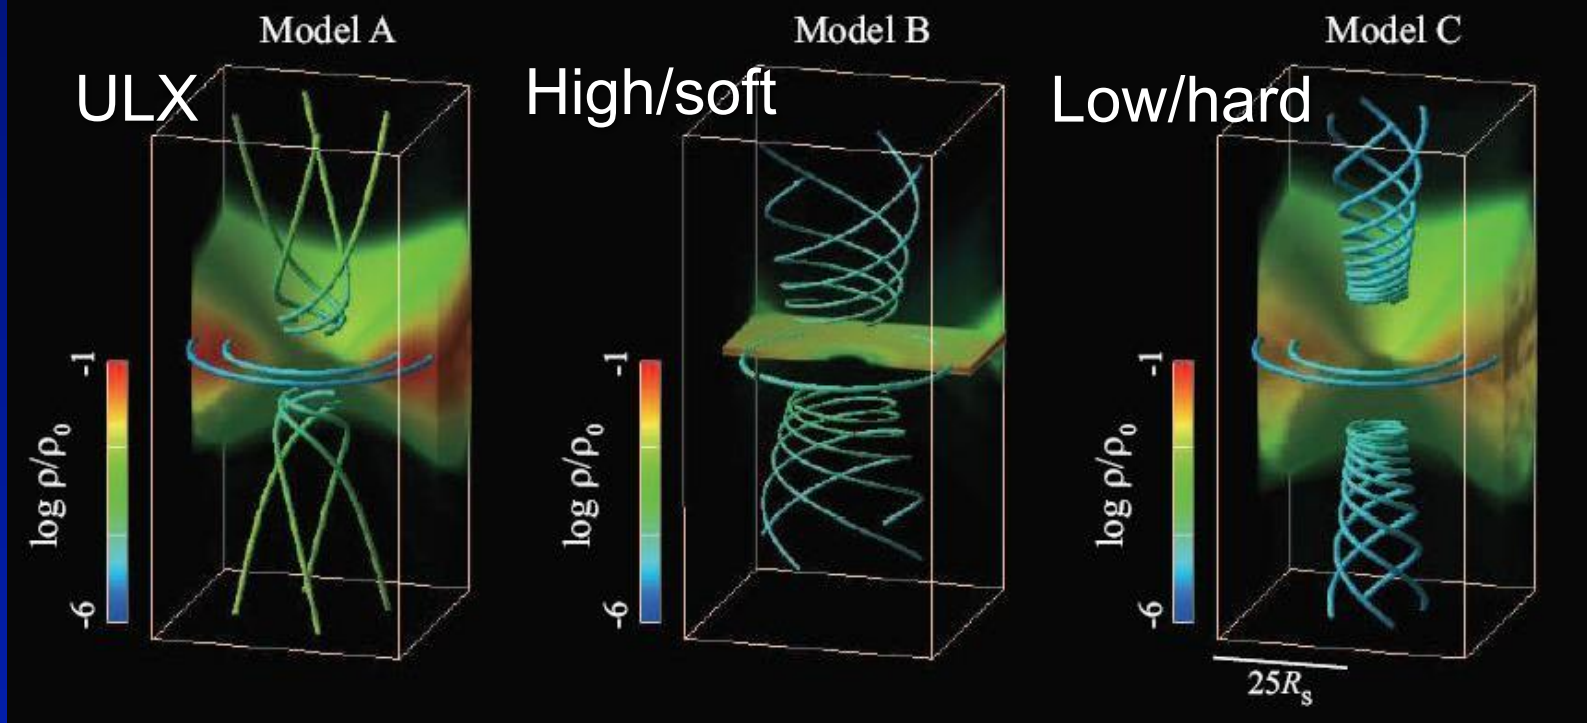 Model A
Model B
Model C
ULX
High/soft
Low/hard
-1
log ρ/ρ₀
-6
-1
log ρ/ρ₀
-6
-1
log ρ/ρ₀
-6
25Rₛ